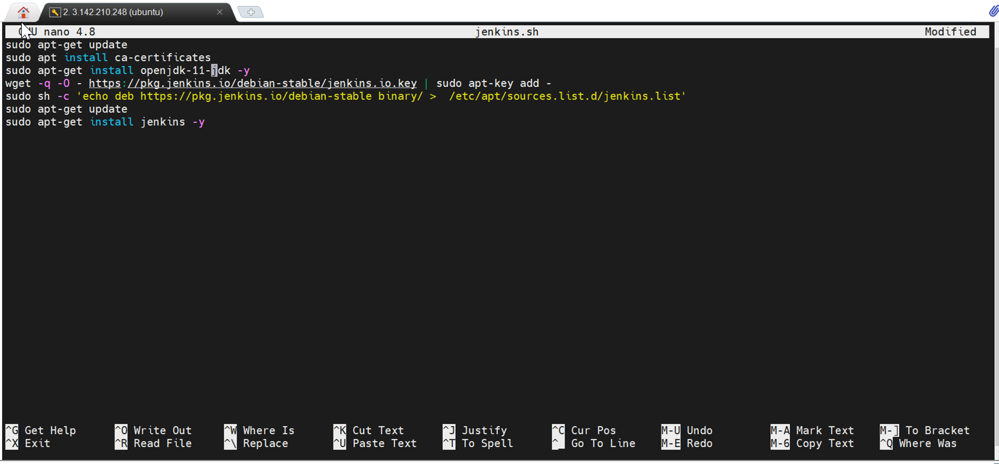 2. 3.142.210.248 (ubuntu)
GNU nano 4.8 jenkins.sh Modified
sudo apt-get update
sudo apt install ca-certificates
sudo apt-get install openjdk-11-jdk -y
wget -q -O - https://pkg.jenkins.io/debian-stable/jenkins.io.key | sudo apt-key add -
sudo sh -c 'echo deb https://pkg.jenkins.io/debian-stable binary/ >  /etc/apt/sources.list.d/jenkins.list'
sudo apt-get update
sudo apt-get install jenkins -y
^G Get Help ^O Write Out ^W Where Is ^K Cut Text ^J Justify ^C Cur Pos M-U Undo M-A Mark Text M-] To Bracket
^X Exit ^R Read File ^\ Replace ^U Paste Text ^T To Spell ^_ Go To Line M-E Redo M-6 Copy Text ^Q Where Was